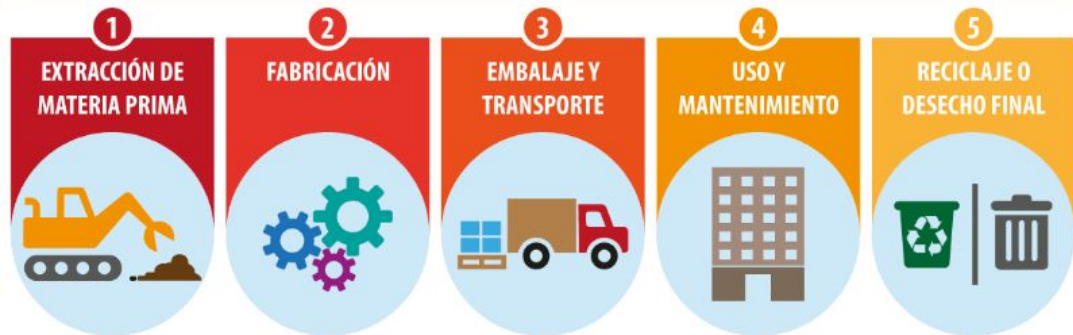 1
EXTRACCIÓN DE
MATERIA PRIMA
2
FABRICACIÓN
3
EMBALAJE Y
TRANSPORTE
4
USO Y
MANTENIMIENTO
5
RECICLAJE O
DESECHO FINAL